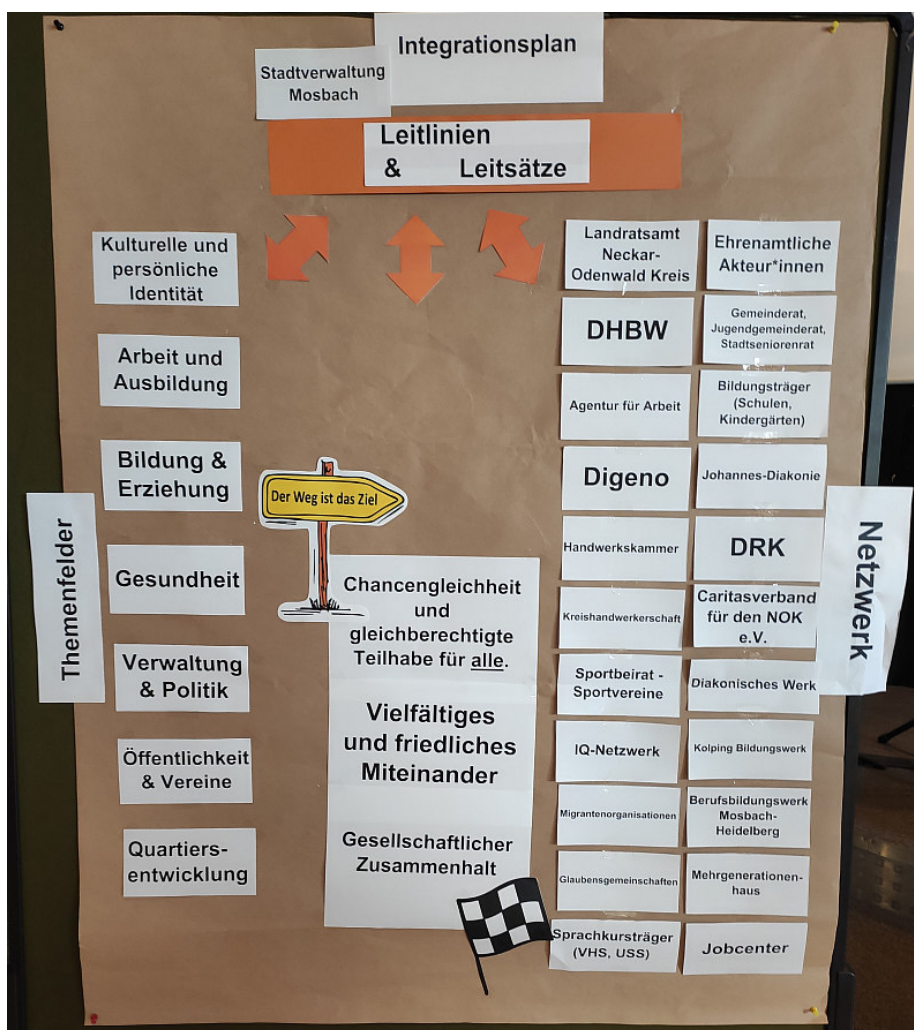 Integrationsplan
Stadtverwaltung
Mosbach
Leitlinien
& Leitsätze
Themenfelder
Kulturelle und
persönliche
Identität
Arbeit und
Ausbildung
Bildung &
Erziehung
Gesundheit
Verwaltung
& Politik
Öffentlichkeit
& Vereine
Quartiers-
entwicklung
Der Weg ist das Ziel
Chancengleichheit
und
gleichberechtigte
Teilhabe für alle.
Vielfältiges
und friedliches
Miteinander
Gesellschaftlicher
Zusammenhalt
Landratsamt
Neckar-
Odenwald Kreis
Ehrenamtliche
Akteur*innen
DHBW
Gemeinderat,
Jugendgemeinderat,
Stadtseniorenrat
Agentur für Arbeit
Bildungsträger
(Schulen,
Kindergärten)
Digeno
Johannes-Diakonie
Handwerkskammer
DRK
Kreishandwerkerschaft
Caritasverband
für den NOK
e.V.
Sportbeirat -
Sportvereine
Diakonisches Werk
IQ-Netzwerk
Kolping Bildungswerk
Migrantenorganisationen
Berufsbildungswerk
Mosbach-
Heidelberg
Glaubensgemeinschaften
Mehrgenerationen-
haus
Sprachkursträger
(VHS, USS)
Jobcenter
Netzwerk